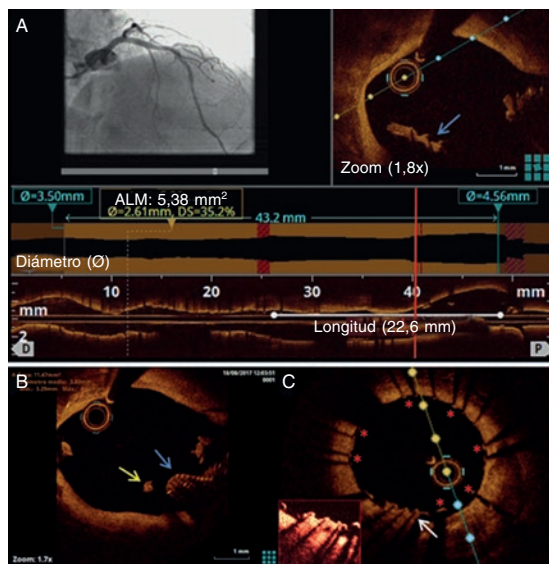 A
Zoom (1,8x)
1 mm
Ø=3.50mm
ALM: 5,38 mm²
Ø=2.61mm, DS=35.2%
43.2 mm
Ø=4.56mm
Diámetro (Ø)
mm
10
20
30
40
mm
Longitud (22,6 mm)
2
D
P
B
0001
Zoom: 1.7x
1 mm
C
* * * * * * * *